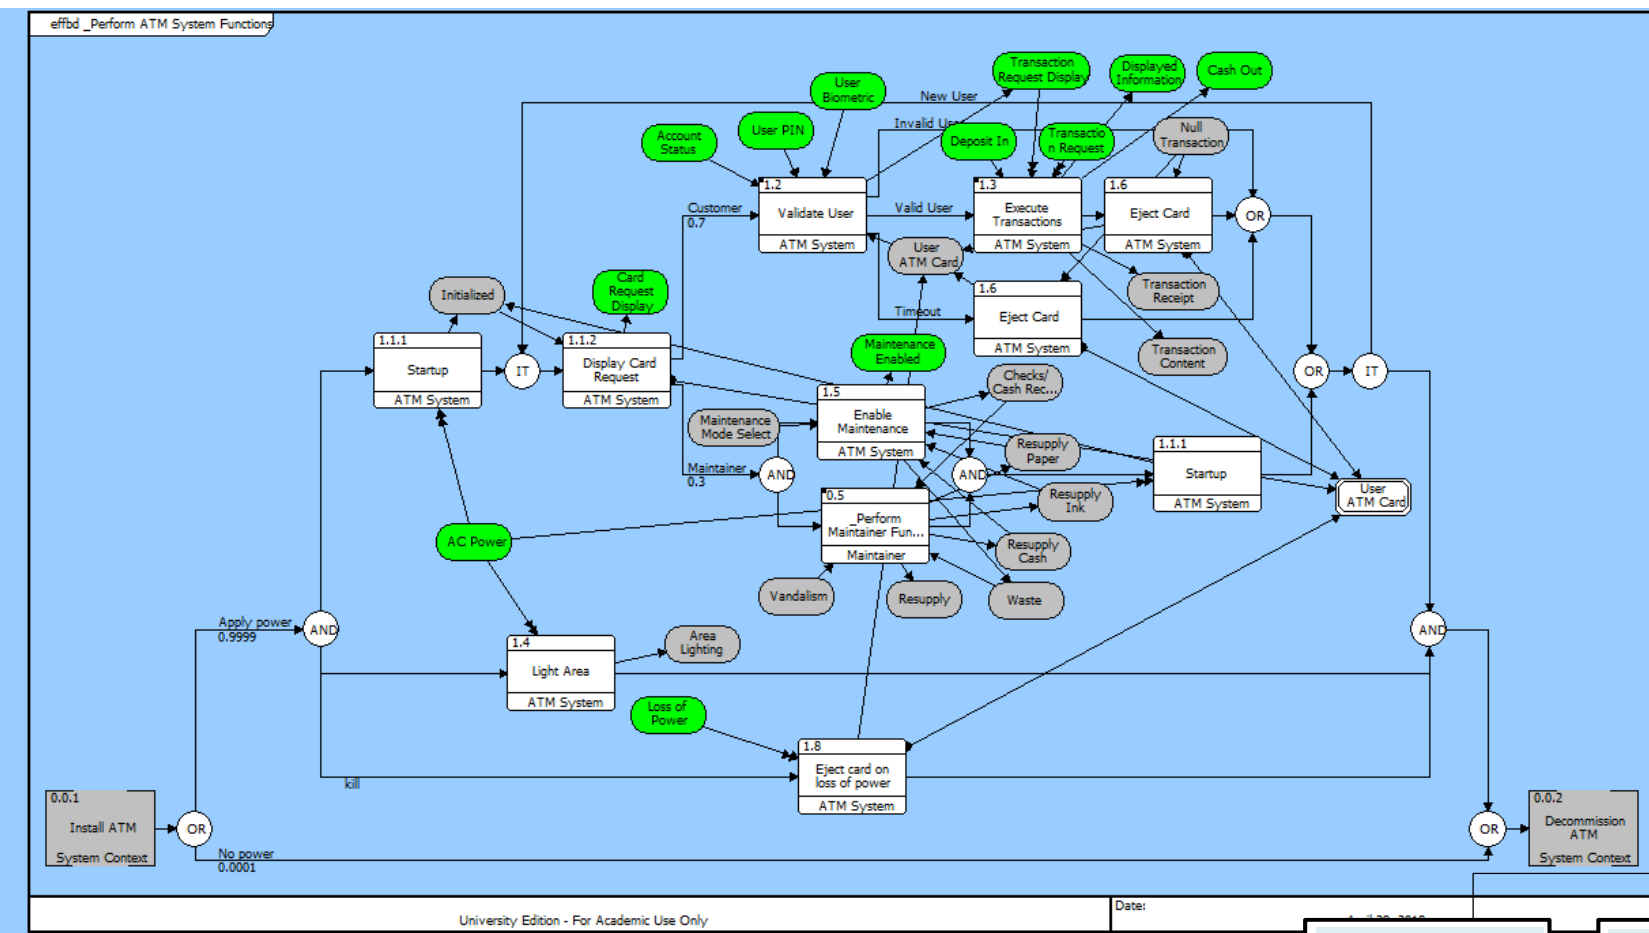 effbd _Perform ATM System Functions
Transaction
Request Display
Displayed
Information
Cash Out
User
Biometric
New User
Invalid
Account
Status
User PIN
Deposit In
Transactio
n Request
Null
Transaction
1.2
Validate User
ATM System
1.3
Execute
Transactions
ATM System
1.6
Eject Card
ATM System
Customer
0.7
Valid User
OR
User
ATM Card
Initialized
Card
Request
Display
1.6
Eject Card
ATM System
Transaction
Receipt
Timeout
1.1.1
Startup
ATM System
IT
1.1.2
Display Card
Request
ATM System
Maintenance
Enabled
Transaction
Content
OR
IT
Checks/
Cash Rec...
1.5
Enable
Maintenance
ATM System
Maintenance
Mode Select
Resupply
Paper
1.1.1
Startup
ATM System
Maintainer
0.3
AND
AND
User
ATM Card
0.5
_Perform
Maintainer Fun...
Maintainer
Resupply
Ink
AC Power
Resupply
Cash
Vandalism
Resupply
Waste
Apply power
0.9999
AND
AND
1.4
Light Area
ATM System
Area
Lighting
Loss of
Power
1.8
Eject card on
loss of power
ATM System
kill
0.0.1
Install ATM
System Context
OR
No power
0.0001
OR
0.0.2
Decommission
ATM
System Context
University Edition - For Academic Use Only
Date: